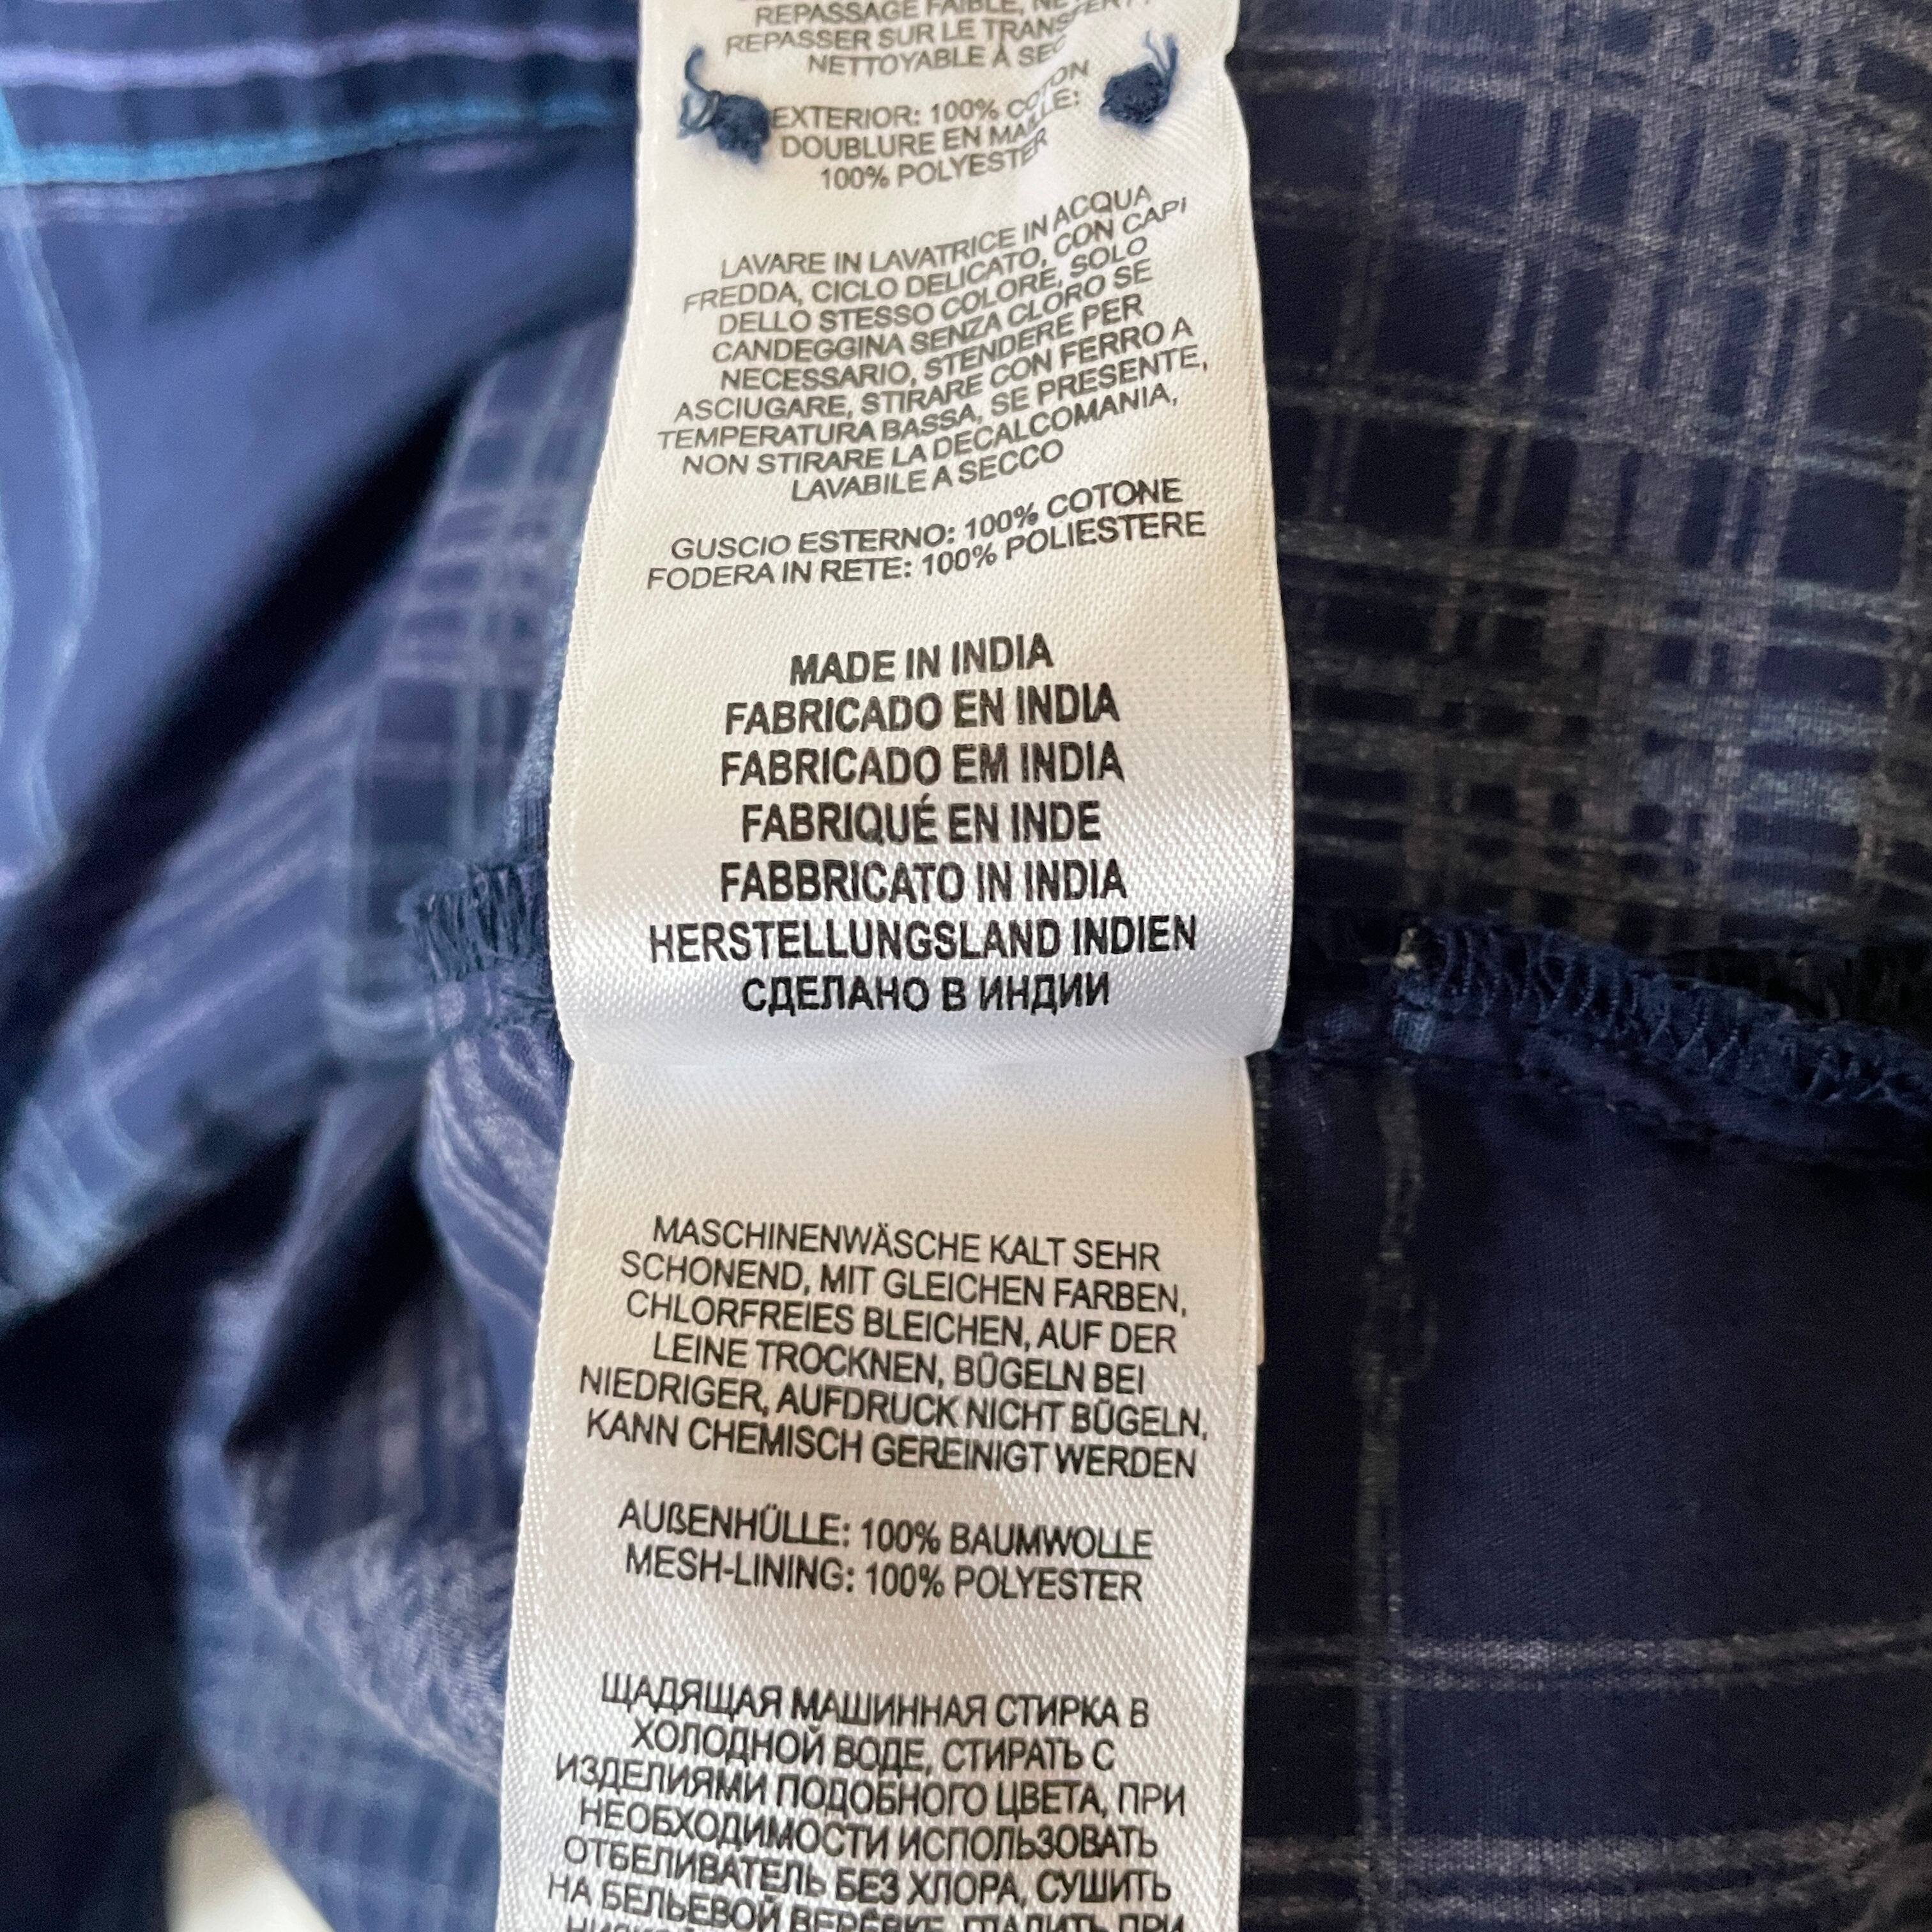 REPASSAGE FAIBLE, NE
REPASSER SUR LE TRANSFERT,
NETTOYABLE À SEC
EXTERIOR: 100% COTON
DOUBLURE EN MAILLE:
100% POLYESTER
LAVARE IN LAVATRICE IN ACQUA
FREDDA, CICLO DELICATO, CON CAPI
DELLO STESSO COLORE, SOLO
CANDEGGINA SENZA CLORO SE
NECESSARIO, STENDERE PER
ASCIUGARE, STIRARE CON FERRO A
TEMPERATURA BASSA, SE PRESENTE,
NON STIRARE LA DECALCOMANIA,
LAVABILE A SECCO
GUSCIO ESTERNO: 100% COTONE
FODERA IN RETE: 100% POLIESTERE
MADE IN INDIA
FABRICADO EN INDIA
FABRICADO EM INDIA
FABRIQUÉ EN INDE
FABBRICATO IN INDIA
HERSTELLUNGSLAND INDIEN
СДЕЛАНО В ИНДИИ
MASCHINENWÄSCHE KALT SEHR
SCHONEND, MIT GLEICHEN FARBEN,
CHLORFREIES BLEICHEN, AUF DER
LEINE TROCKNEN, BÜGELN BEI
NIEDRIGER, AUFDRUCK NICHT BÜGELN,
KANN CHEMISCH GEREINIGT WERDEN
AUßENHÜLLE: 100% BAUMWOLLE
MESH-LINING: 100% POLYESTER
ЩАДЯЩАЯ МАШИННАЯ СТИРКА В
ХОЛОДНОЙ ВОДЕ, СТИРАТЬ С
ИЗДЕЛИЯМИ ПОДОБНОГО ЦВЕТА, ПРИ
НЕОБХОДИМОСТИ ИСПОЛЬЗОВАТЬ
ОТБЕЛИВАТЕЛЬ БЕЗ ХЛОРА, СУШИТЬ
НА БЕЛЬЕВОЙ ВЕРЁВКЕ, ГЛАДИТЬ ПРИ